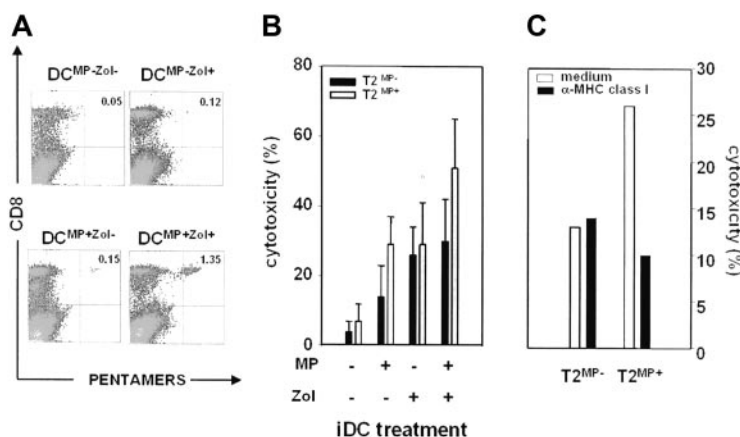 A
DC^MP-Zol-
DC^MP-Zol+
0.05
0.12
DC^MP+Zol-
DC^MP+Zol+
0.15
1.35
CD8
PENTAMERS
B
80
60
40
20
0
cytotoxicity (%)
T2 ^MP-
T2 ^MP+
MP - + - +
Zol - - + +
iDC treatment
C
medium
α-MHC class I
30
25
20
15
10
5
0
cytotoxicity (%)
T2^MP- T2^MP+